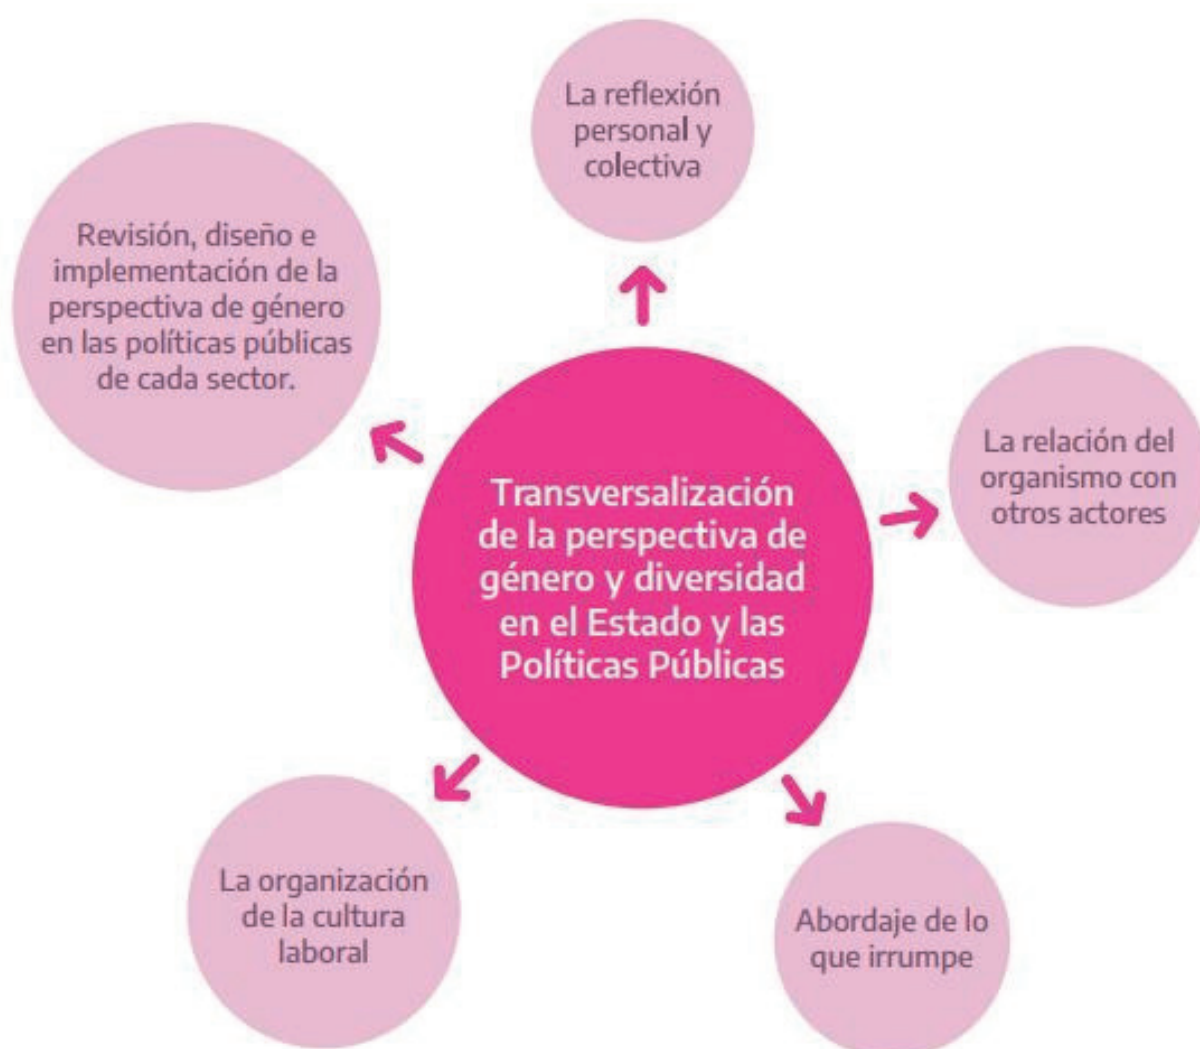 La reflexión
personal y
colectiva
Revisión, diseño e
implementación de la
perspectiva de género
en las políticas públicas
de cada sector.
La relación del
organismo con
otros actores
Transversalización
de la perspectiva de
género y diversidad
en el Estado y las
Políticas Públicas
La organización
de la cultura
laboral
Abordaje de lo
que irrumpe